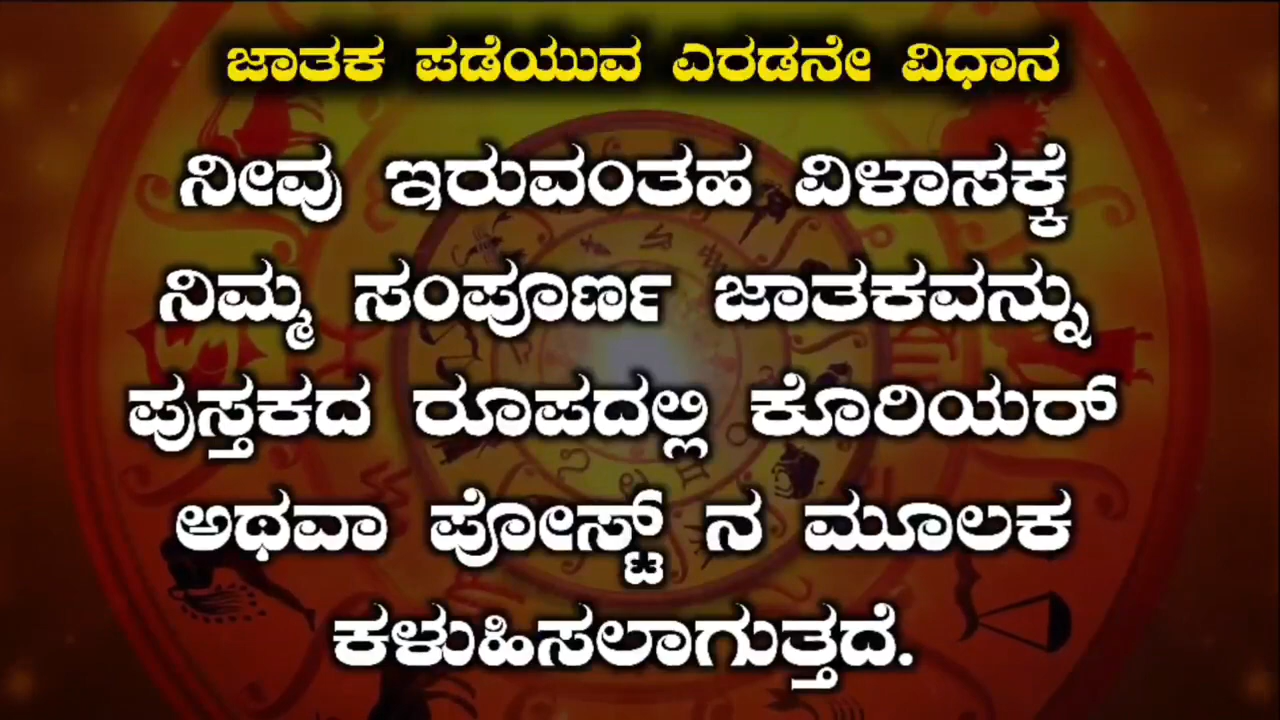 ಜಾತಕ ಪಡೆಯುವ ಎರಡನೇ ವಿಧಾನ
ನೀವು ಇರುವಂತಹ ವಿಳಾಸಕ್ಕೆ
ನಿಮ್ಮ ಸಂಪೂರ್ಣ ಜಾತಕವನ್ನು
ಪುಸ್ತಕದ ರೂಪದಲ್ಲಿ ಕೊರಿಯರ್
ಅಥವಾ ಪೋಸ್ಟ್ ನ ಮೂಲಕ
ಕಳುಹಿಸಲಾಗುತ್ತದೆ.